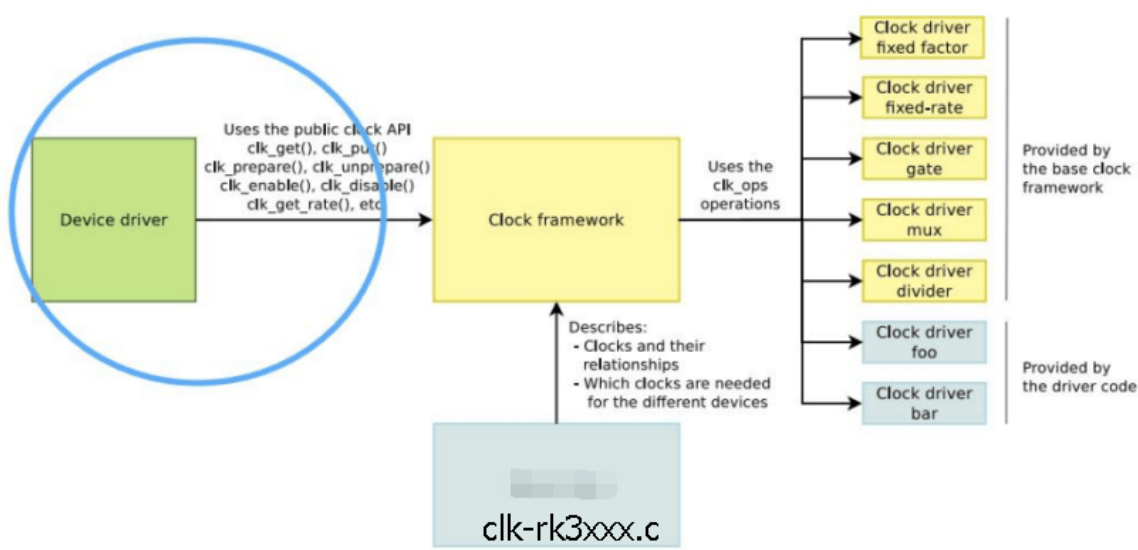 Clock driver
fixed factor
Clock driver
fixed-rate
Uses the public clock API
clk_get(), clk_put()
clk_prepare(), clk_unprepare()
clk_enable(), clk_disable()
clk_get_rate(), etc
Device driver
Clock framework
Uses the
clk_ops
operations
Clock driver
gate
Clock driver
mux
Clock driver
divider
Provided by
the base clock
framework
Describes:
- Clocks and their
relationships
- Which clocks are needed
for the different devices
Clock driver
foo
Clock driver
bar
Provided by
the driver code
clk-rk3xxx.c